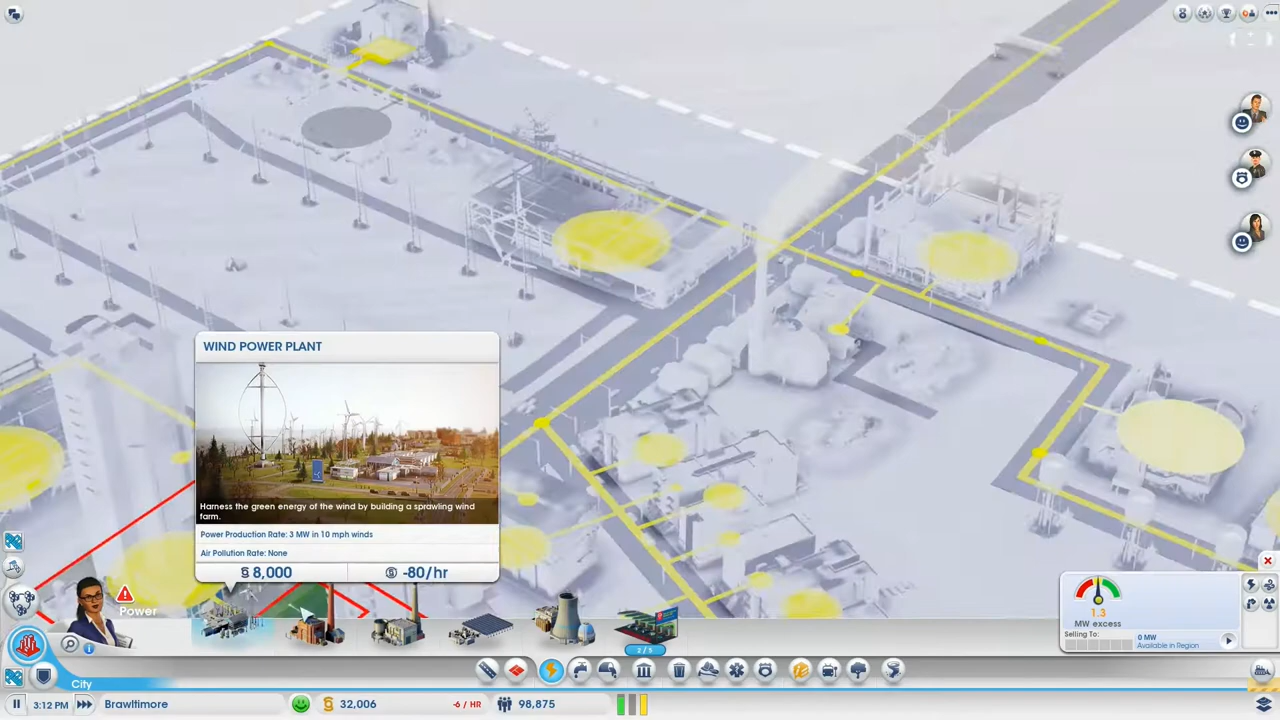 WIND POWER PLANT
Harness the green energy of the wind by building a sprawling wind
farm.
Power Production Rate: 3 MW in 10 mph winds
Air Pollution Rate: None
8,000
-80/hr
Power
2 / 5
1.3
MW excess
Selling To:
0 MW
Available in Region
City
3:12 PM
Brawltimore
32,006
-6 / HR
98,875